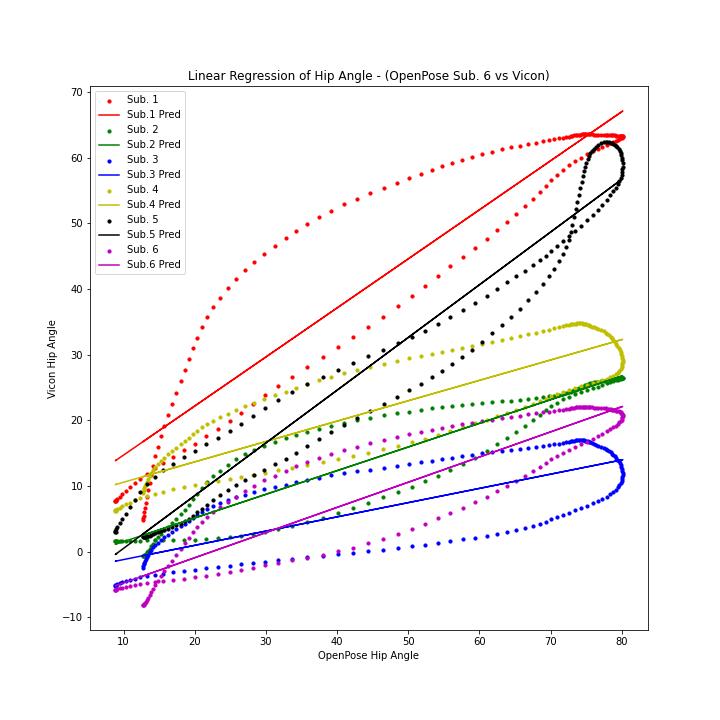 Linear Regression of Hip Angle - (OpenPose Sub. 6 vs Vicon)
Sub. 1
Sub.1 Pred
Sub. 2
Sub.2 Pred
Sub. 3
Sub.3 Pred
Sub. 4
Sub.4 Pred
Sub. 5
Sub.5 Pred
Sub. 6
Sub.6 Pred
70
60
50
40
30
20
10
0
−10
Vicon Hip Angle
10 20 30 40 50 60 70 80
OpenPose Hip Angle